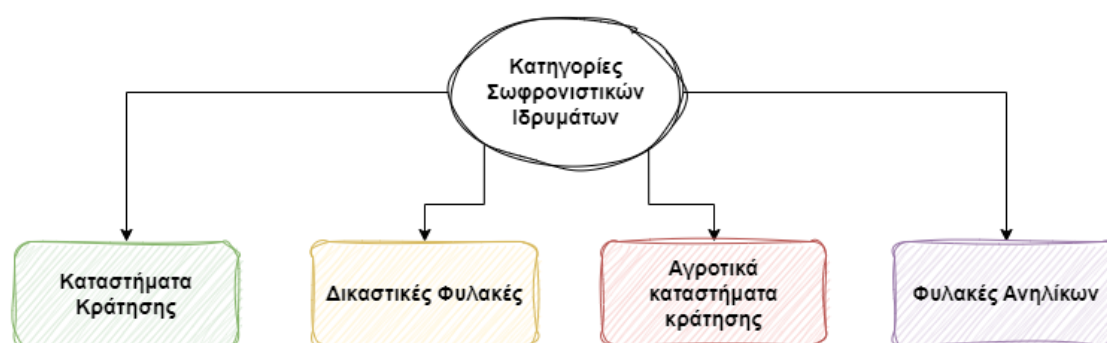 Κατηγορίες
Σωφρονιστικών
Ιδρυμάτων
Καταστήματα
Κράτησης
Δικαστικές Φυλακές
Αγροτικά
καταστήματα
κράτησης
Φυλακές Ανηλίκων